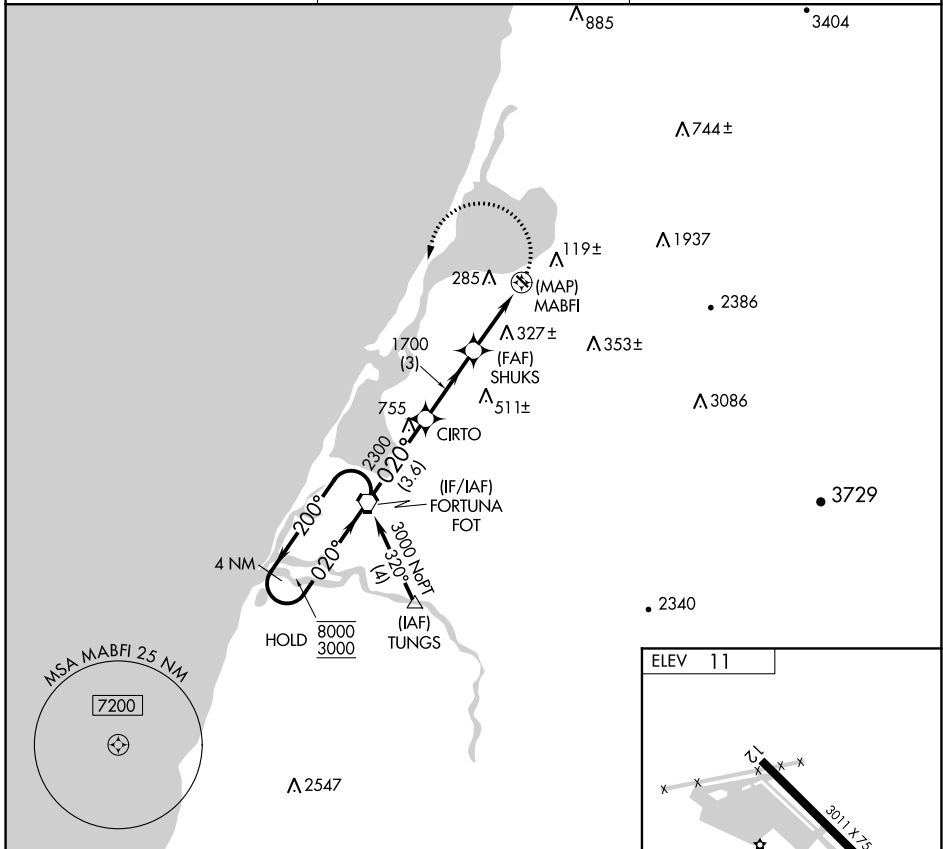 885
3404
744±
1937
119±
285
(MAP)
MABFI
2386
327±
353±
1700
(3)
(FAF)
SHUKS
3086
511±
755
CIRTO
2300
020°
(3.6)
(IF/IAF)
FORTUNA
FOT
3729
200°
020°
4 NM
3000 NoPT
320°
(4)
HOLD
8000
3000
(IAF)
TUNGS
2340
MSA MABFI 25 NM
7200
ELEV 11
2547
12
3011 X 75